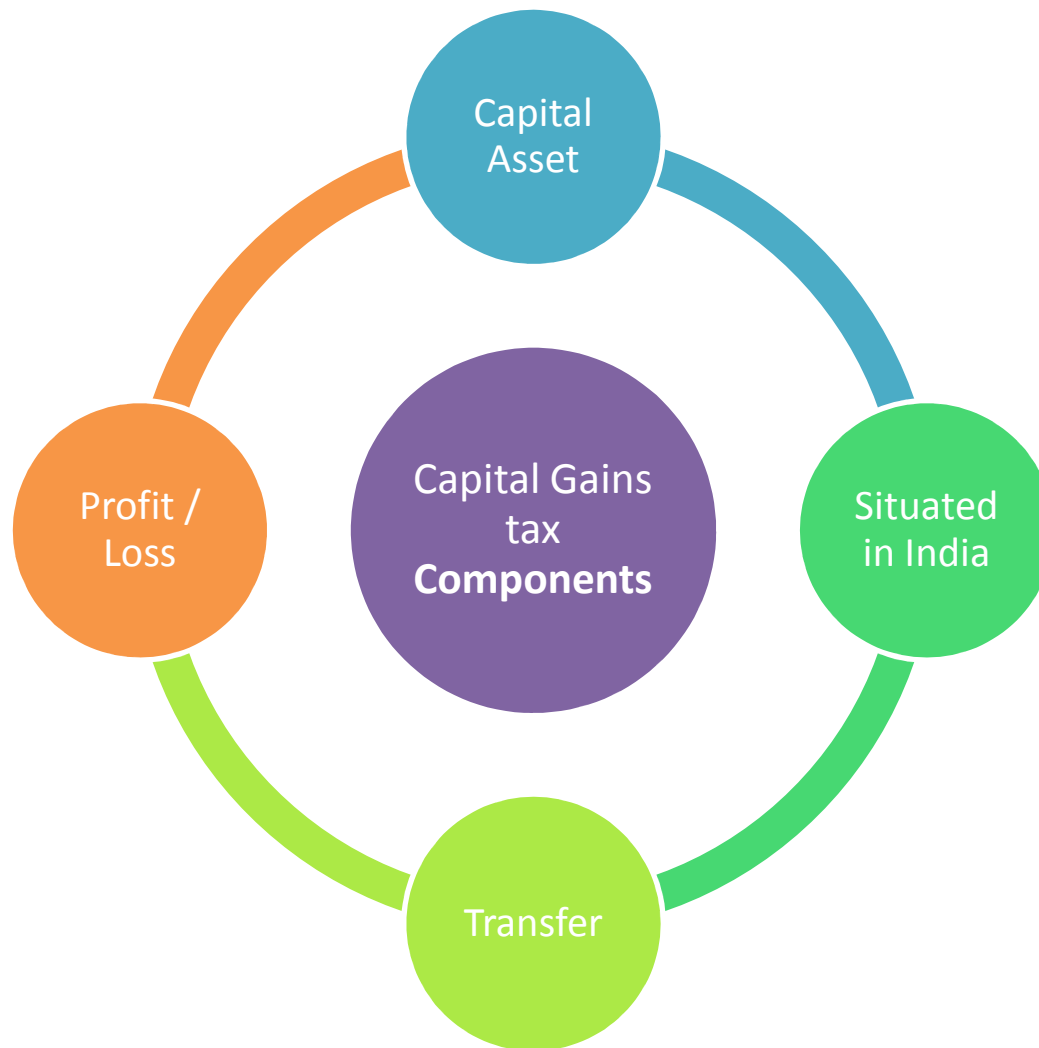 Capital
Asset
Profit /
Loss
Capital Gains
tax
Components
Situated
in India
Transfer